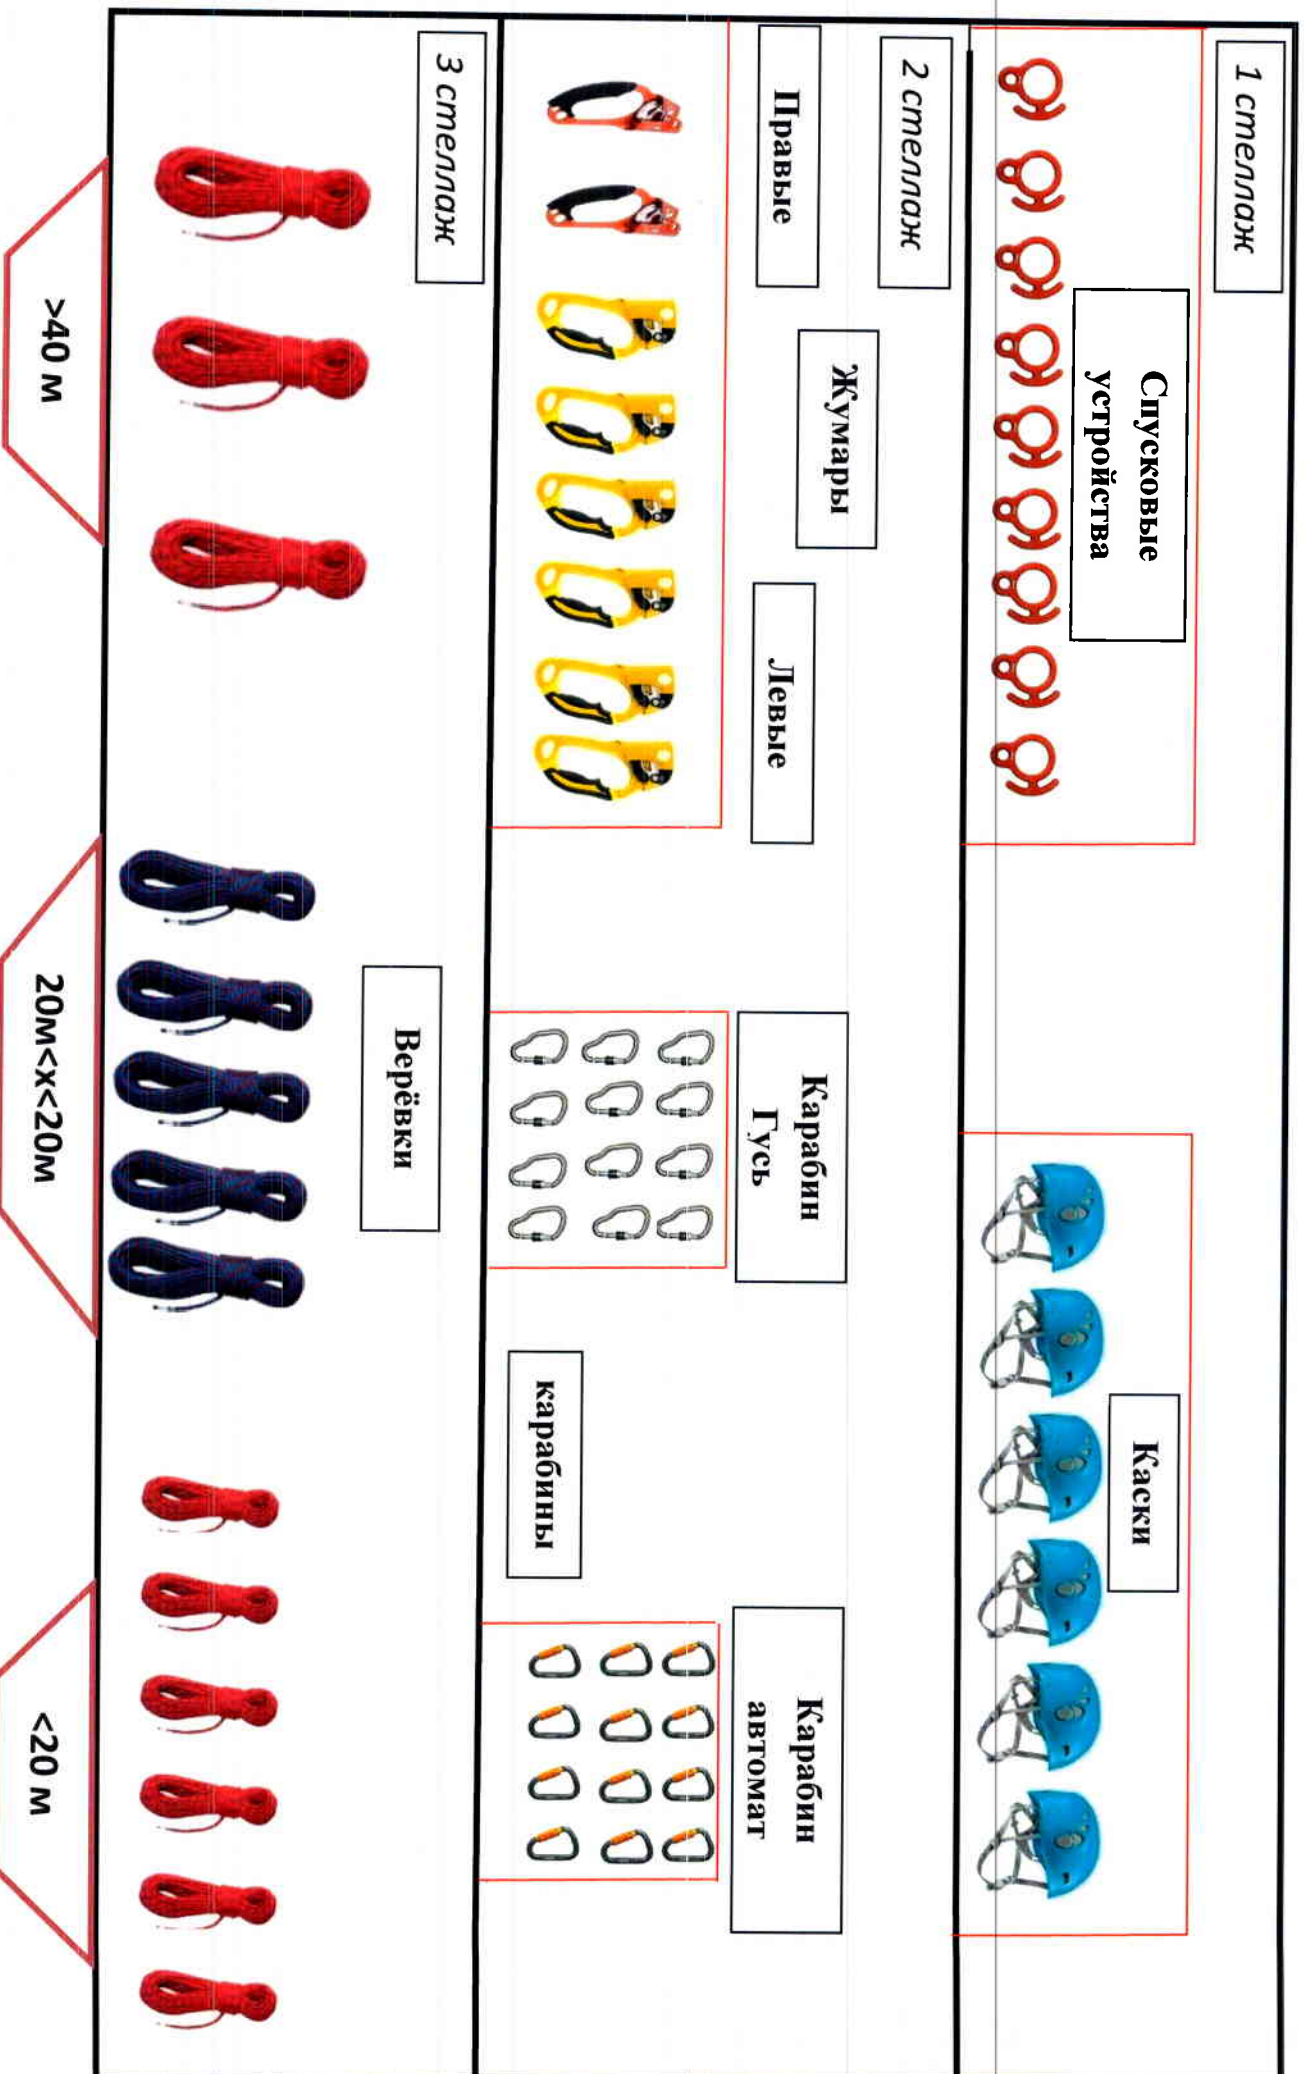 1 стеллаж
Спусковые
устройства
Каски
2 стеллаж
Жумары
Правые
Левые
Карабин
Гусь
карабины
Карабин
автомат
3 стеллаж
Верёвки
>40 м
20м<x<20м
<20 м